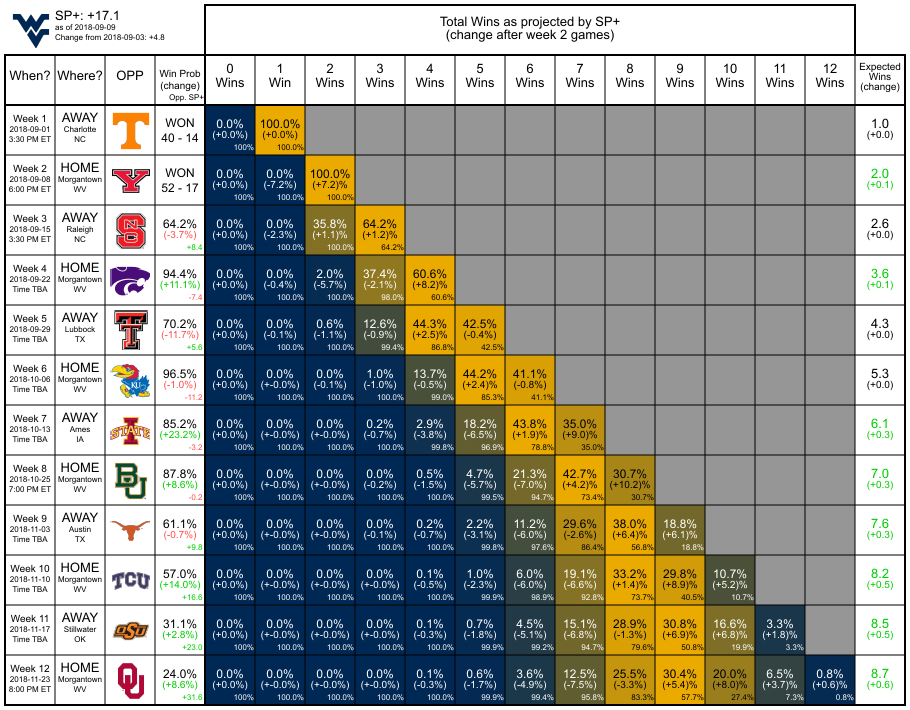 SP+: +17.1
as of 2018-09-09
Change from 2018-09-03: +4.8
Total Wins as projected by SP+
(change after week 2 games)
When? Where? OPP Win Prob (change) Opp. SP+ 0 Wins 1 Win 2 Wins 3 Wins 4 Wins 5 Wins 6 Wins 7 Wins 8 Wins 9 Wins 10 Wins 11 Wins 12 Wins Expected Wins (change)
Week 1 AWAY T WON 0.0% 100.0% 1.0
2018-09-01 Charlotte 40 - 14 (+0.0%) (+0.0%) (+0.0)
3:30 PM ET NC 100% 100.0%
Week 2 HOME Y WON 0.0% 0.0% 100.0% 2.0
2018-09-08 Morgantown 52 - 17 (+0.0%) (-7.2%) (+7.2)% (+0.1)
6:00 PM ET WV 100% 100.0% 100.0%
Week 3 AWAY NCS 64.2% 0.0% 0.0% 35.8% 64.2% 2.6
2018-09-15 Raleigh (-3.7%) (+0.0%) (-2.3%) (+1.1)% (+1.2)% (+0.0)
3:30 PM ET NC +8.4 100% 100.0% 100.0% 64.2%
Week 4 HOME 94.4% 0.0% 0.0% 2.0% 37.4% 60.6% 3.6
2018-09-22 Morgantown (+11.1%) (+0.0%) (-0.4%) (-5.7%) (-2.1%) (+8.2)% (+0.1)
Time TBA WV -7.4 100% 100.0% 100.0% 98.0% 60.6%
Week 5 AWAY TT 70.2% 0.0% 0.0% 0.6% 12.6% 44.3% 42.5% 4.3
2018-09-29 Lubbock (-11.7%) (+0.0%) (-0.1%) (-1.1%) (-0.9%) (+2.5)% (-0.4%) (+0.0)
Time TBA TX +5.6 100% 100.0% 100.0% 99.4% 86.8% 42.5%
Week 6 HOME KU 96.5% 0.0% 0.0% 0.0% 1.0% 13.7% 44.2% 41.1% 5.3
2018-10-06 Morgantown (-1.0%) (+0.0%) (+-0.0%) (-0.1%) (-1.0%) (-0.5%) (+2.4)% (-0.8%) (+0.0)
Time TBA WV -11.2 100% 100.0% 100.0% 100.0% 99.0% 85.3% 41.1%
Week 7 AWAY I STATE 85.2% 0.0% 0.0% 0.0% 0.2% 2.9% 18.2% 43.8% 35.0% 6.1
2018-10-13 Ames (+23.2%) (+0.0%) (+-0.0%) (+-0.0%) (-0.7%) (-3.8%) (-6.5%) (+1.9)% (+9.0)% (+0.3)
Time TBA IA -3.2 100% 100.0% 100.0% 100.0% 99.8% 96.9% 78.8% 35.0%
Week 8 HOME BU 87.8% 0.0% 0.0% 0.0% 0.0% 0.5% 4.7% 21.3% 42.7% 30.7% 7.0
2018-10-25 Morgantown (+8.6%) (+0.0%) (+-0.0%) (+-0.0%) (-0.2%) (-1.5%) (-5.7%) (-7.0%) (+4.2)% (+10.2)% (+0.3)
7:00 PM ET WV -0.2 100% 100.0% 100.0% 100.0% 100.0% 99.5% 94.7% 73.4% 30.7%
Week 9 AWAY 61.1% 0.0% 0.0% 0.0% 0.0% 0.2% 2.2% 11.2% 29.6% 38.0% 18.8% 7.6
2018-11-03 Austin (-0.7%) (+0.0%) (+-0.0%) (+-0.0%) (-0.1%) (-0.7%) (-3.1%) (-6.0%) (-2.6%) (+6.4)% (+6.1)% (+0.3)
Time TBA TX +9.8 100% 100.0% 100.0% 100.0% 100.0% 99.8% 97.6% 86.4% 56.8% 18.8%
Week 10 HOME TCU 57.0% 0.0% 0.0% 0.0% 0.0% 0.1% 1.0% 6.0% 19.1% 33.2% 29.8% 10.7% 8.2
2018-11-10 Morgantown (+14.0%) (+0.0%) (+-0.0%) (+-0.0%) (+-0.0%) (-0.5%) (-2.3%) (-6.0%) (-6.6%) (+1.4)% (+8.9)% (+5.2)% (+0.5)
Time TBA WV +16.6 100% 100.0% 100.0% 100.0% 100.0% 99.9% 98.9% 92.8% 73.7% 40.5% 10.7%
Week 11 AWAY OSU 31.1% 0.0% 0.0% 0.0% 0.0% 0.1% 0.7% 4.5% 15.1% 28.9% 30.8% 16.6% 3.3% 8.5
2018-11-17 Stillwater (+2.8%) (+0.0%) (+-0.0%) (+-0.0%) (+-0.0%) (-0.3%) (-1.8%) (-5.1%) (-6.8%) (-1.3%) (+6.9)% (+6.8)% (+1.8)% (+0.5)
Time TBA OK +23.0 100% 100.0% 100.0% 100.0% 100.0% 99.9% 99.2% 94.7% 79.6% 50.8% 19.9% 3.3%
Week 12 HOME OU 24.0% 0.0% 0.0% 0.0% 0.0% 0.1% 0.6% 3.6% 12.5% 25.5% 30.4% 20.0% 6.5% 0.8% 8.7
2018-11-23 Morgantown (+8.6%) (+0.0%) (+-0.0%) (+-0.0%) (+-0.0%) (-0.3%) (-1.7%) (-4.9%) (-7.5%) (-3.3%) (+5.4)% (+8.0)% (+3.7)% (+0.6)% (+0.6)
8:00 PM ET WV +31.6 100% 100.0% 100.0% 100.0% 100.0% 99.9% 99.4% 95.8% 83.3% 57.7% 27.4% 7.3% 0.8%